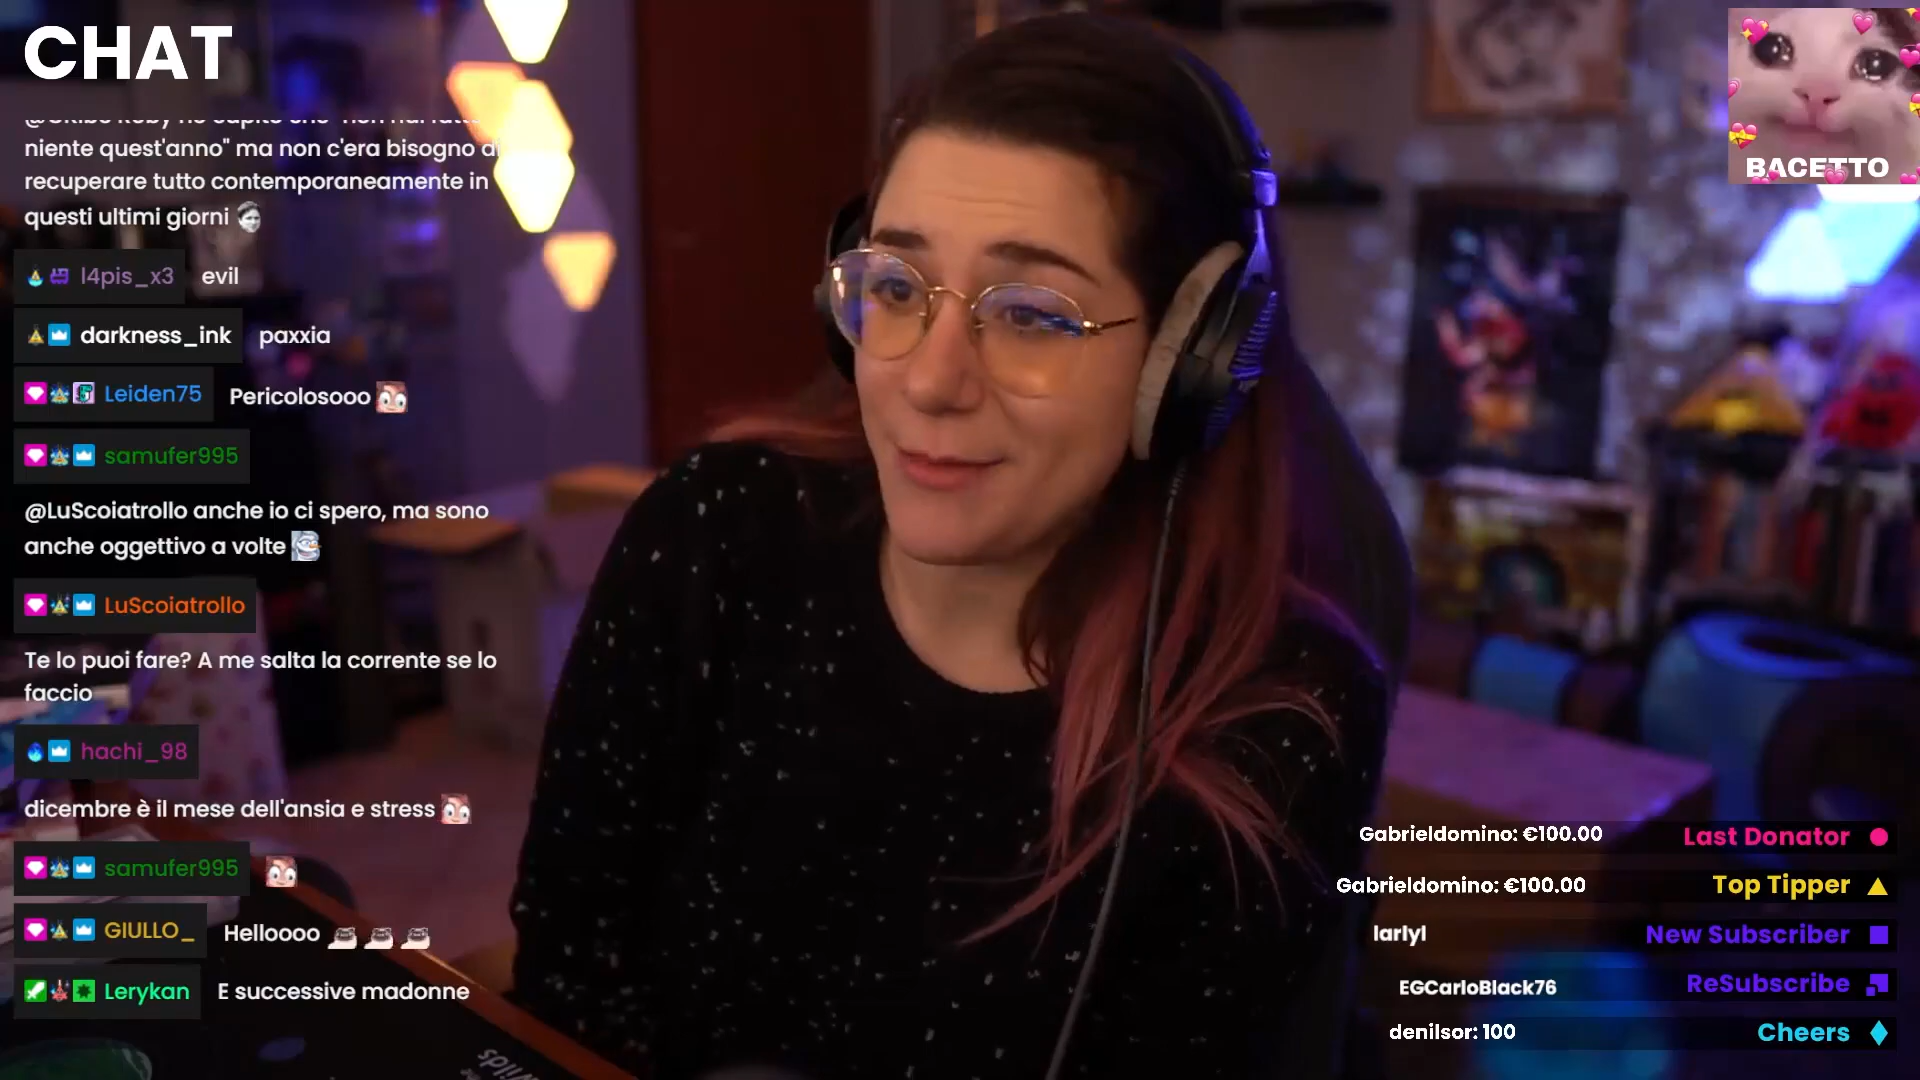 CHAT
niente quest'anno" ma non c'era bisogno di
recuperare tutto contemporaneamente in
questi ultimi giorni
l4pis_x3 evil
darkness_ink paxxia
Leiden75 Pericolosooo
samufer995
@LuScoiatrollo anche io ci spero, ma sono
anche oggettivo a volte
LuScoiatrollo
Te lo puoi fare? A me salta la corrente se lo
faccio
hachi_98
dicembre è il mese dell'ansia e stress
samufer995
GIULLO_ Helloooo
Lerykan E successive madonne
BACETTO
Gabrieldomino: €100.00 Last Donator
Gabrieldomino: €100.00 Top Tipper
larlyl New Subscriber
EGCarloBlack76 ReSubscribe
denilsor: 100 Cheers